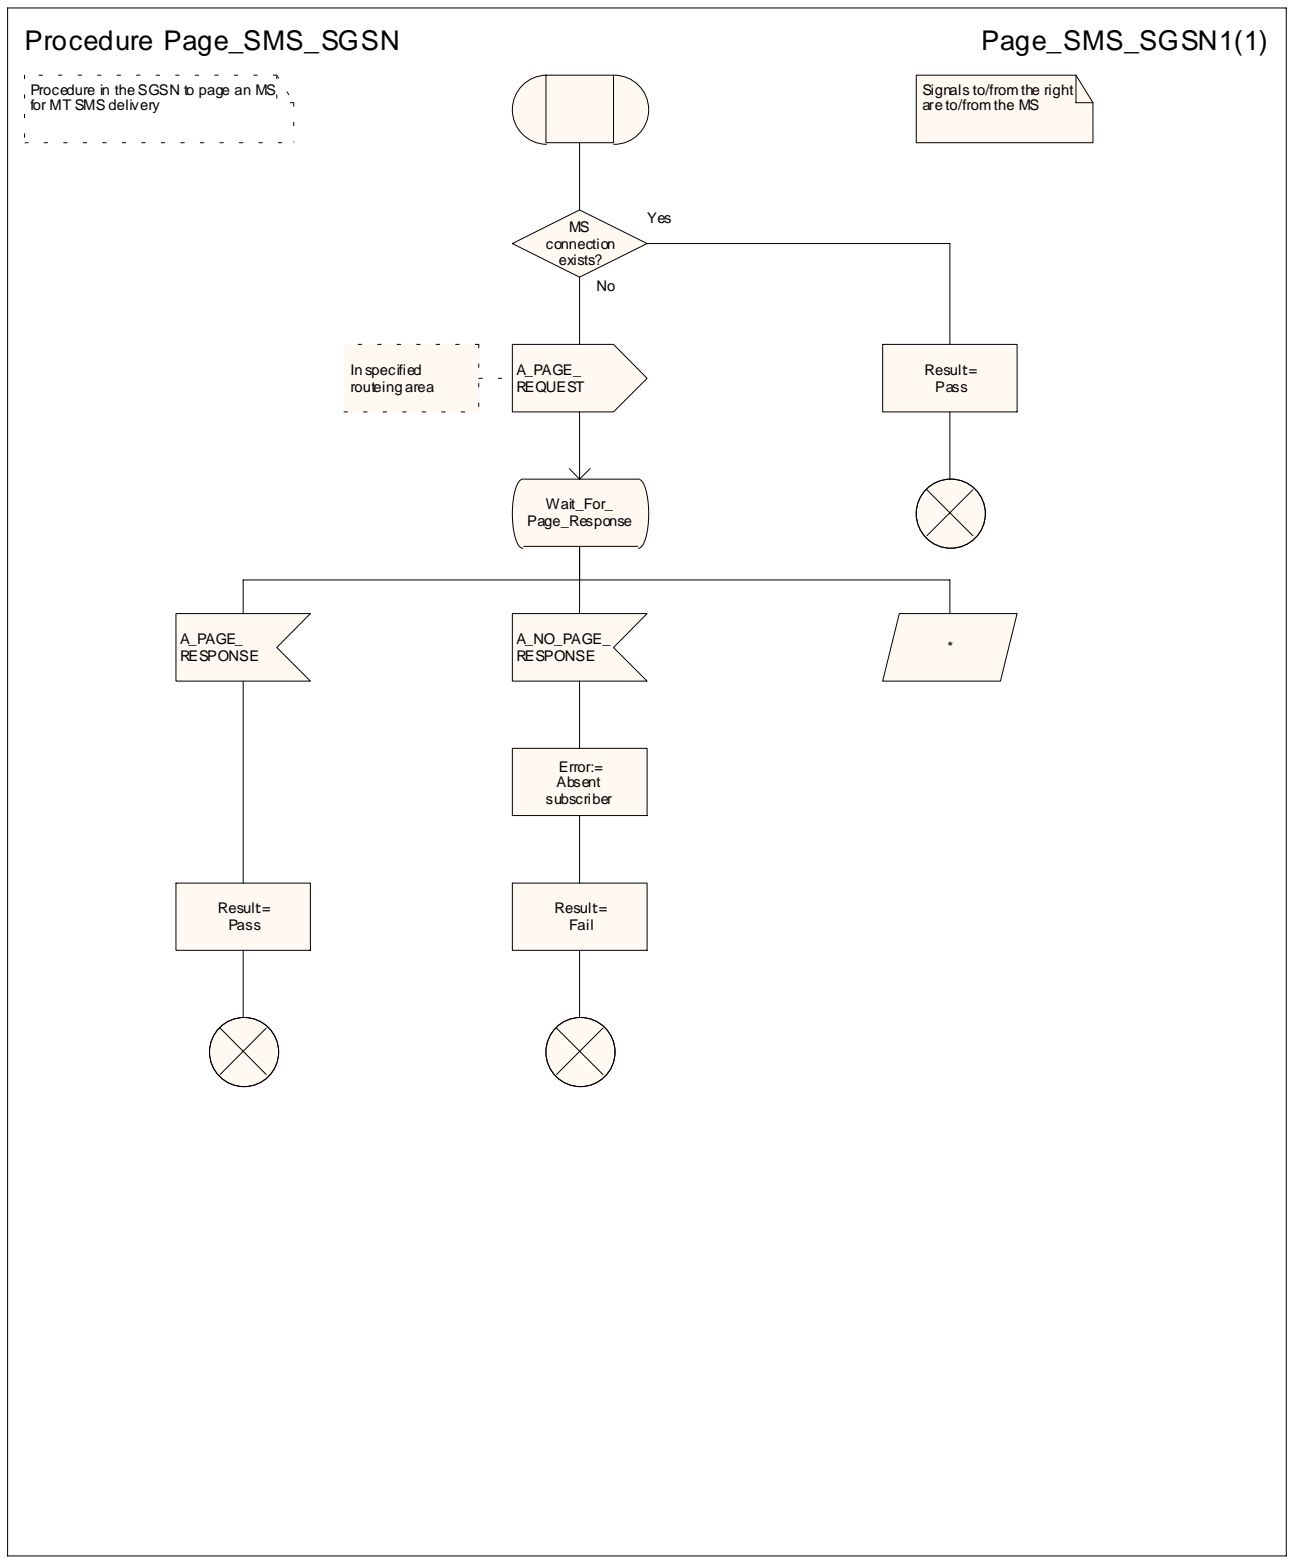 Procedure Page_SMS_SGSN
Page_SMS_SGSN1(1)
Procedure in the SGSN to page an MS
for MT SMS delivery
Signals to/from the right
are to/from the MS
MS
connection
exists?
Yes
No
In specified
routeing area
A_PAGE_
REQUEST
Result=
Pass
Wait_For_
Page_Response
A_PAGE_
RESPONSE
A_NO_PAGE_
RESPONSE
*
Error:=
Absent
subscriber
Result=
Pass
Result=
Fail